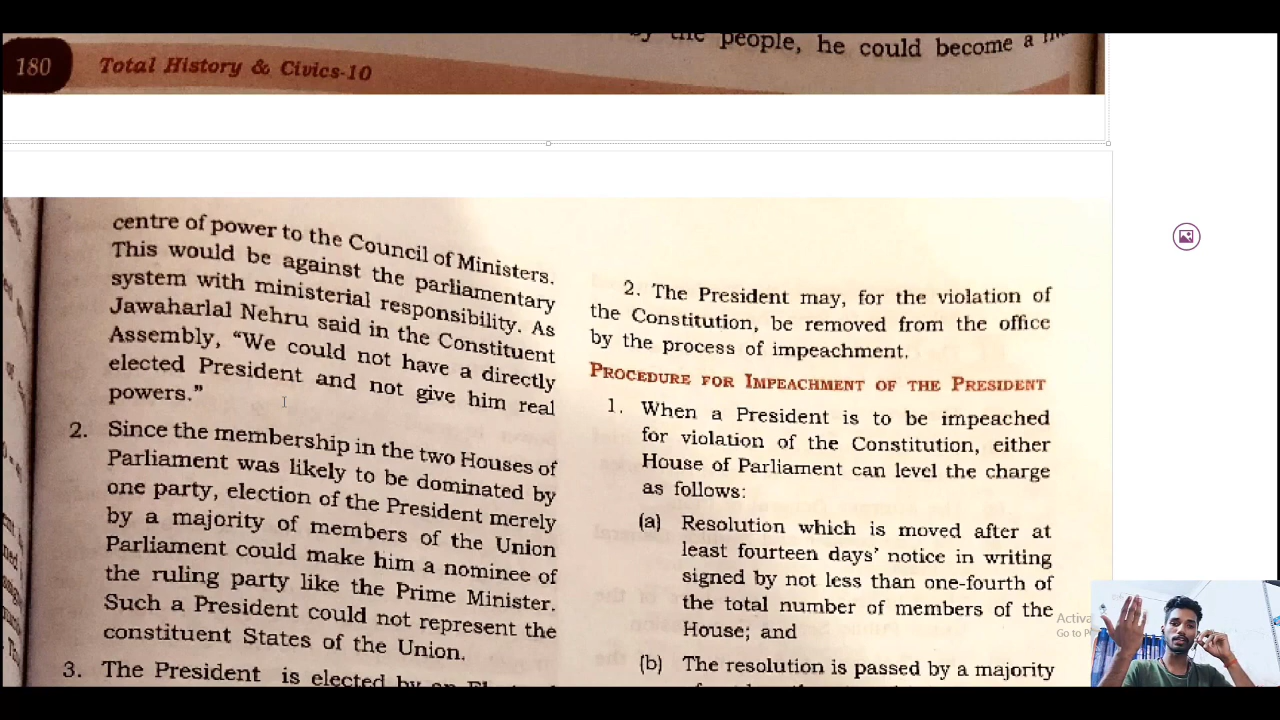 by the people, he could become a
180
Total History & Civics-10
centre of power to the Council of Ministers.
This would be against the parliamentary
system with ministerial responsibility. As
Jawaharlal Nehru said in the Constituent
Assembly, “We could not have a directly
elected President and not give him real
powers.”
2. Since the membership in the two Houses of
Parliament was likely to be dominated by
one party, election of the President merely
by a majority of members of the Union
Parliament could make him a nominee of
the ruling party like the Prime Minister.
Such a President could not represent the
constituent States of the Union.
3. The President is elected by an
2. The President may, for the violation of
the Constitution, be removed from the office
by the process of impeachment.
PROCEDURE FOR IMPEACHMENT OF THE PRESIDENT
1. When a President is to be impeached
for violation of the Constitution, either
House of Parliament can level the charge
as follows:
(a) Resolution which is moved after at
least fourteen days’ notice in writing
signed by not less than one-fourth of
the total number of members of the
House; and
(b) The resolution is passed by a majority
Activa
Go to